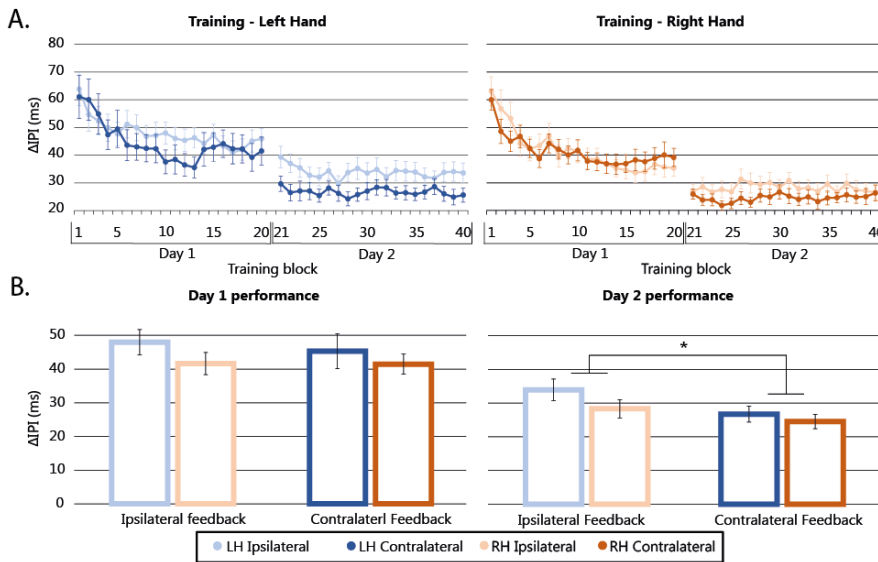 A.
Training - Left Hand
Training - Right Hand
ΔIPI (ms)
80
70
60
50
40
30
20
1 5 10 15 20 21 25 30 35 40
Day 1 Day 2
Training block
1 5 10 15 20 21 25 30 35 40
Day 1 Day 2
Training block
B.
Day 1 performance
Day 2 performance
ΔIPI (ms)
50
40
30
20
10
0
*
Ipsilateral feedback Contraterl Feedback
Ipsilateral Feedback Contralateral Feedback
LH Ipsilateral LH Contralateral RH Ipsilateral RH Contralateral